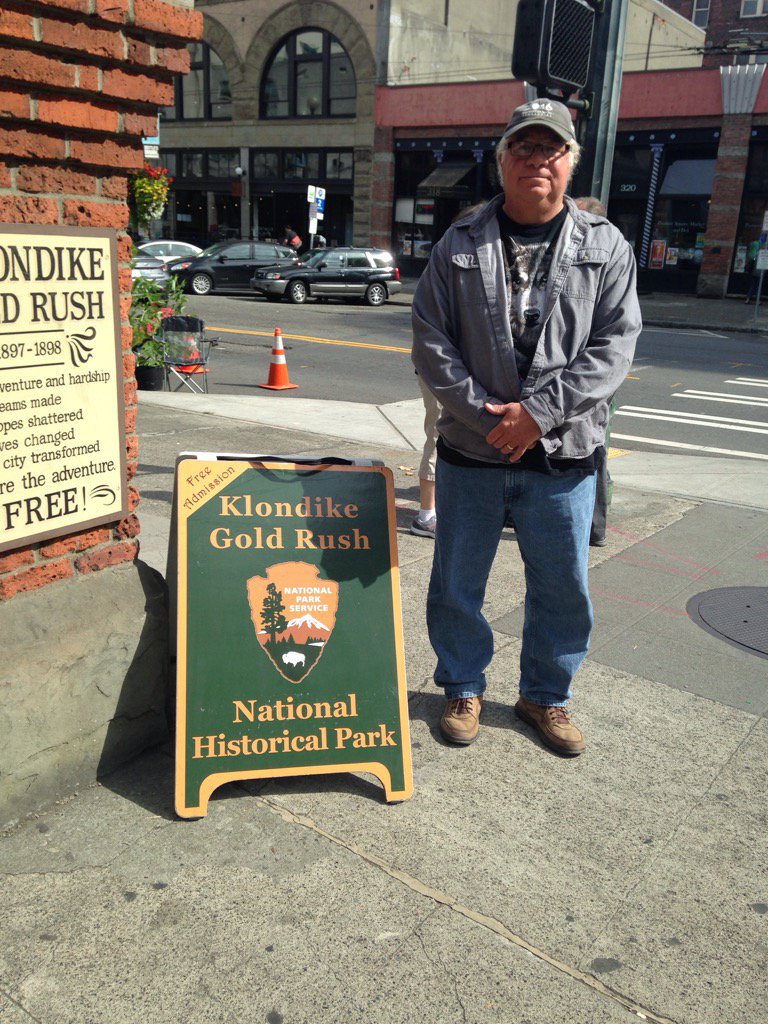 ONDIKE
D RUSH
1897-1898
venture and hardship
eams made
opes shattered
ves changed
city transformed
re the adventure.
FREE!
Free
Admission
Klondike
Gold Rush
NATIONAL
PARK
SERVICE
National
Historical Park
320